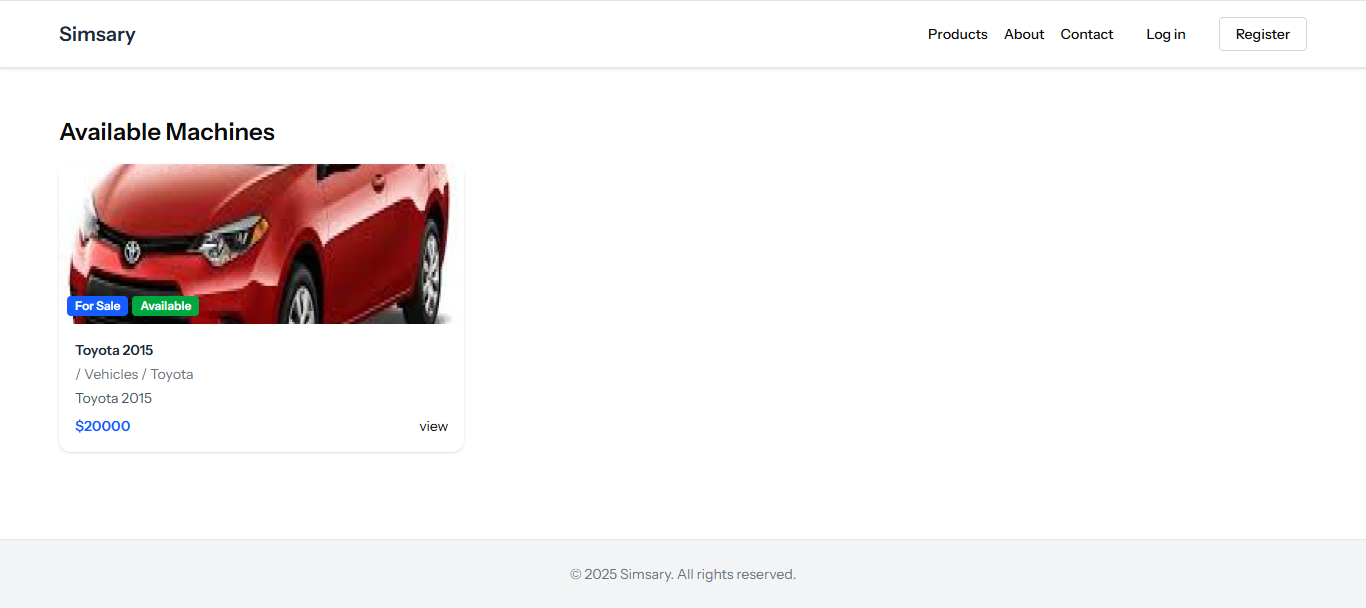 Simsary
Products About Contact Log in Register
Available Machines
For Sale Available
Toyota 2015
/ Vehicles / Toyota
Toyota 2015
$20000 view
© 2025 Simsary. All rights reserved.